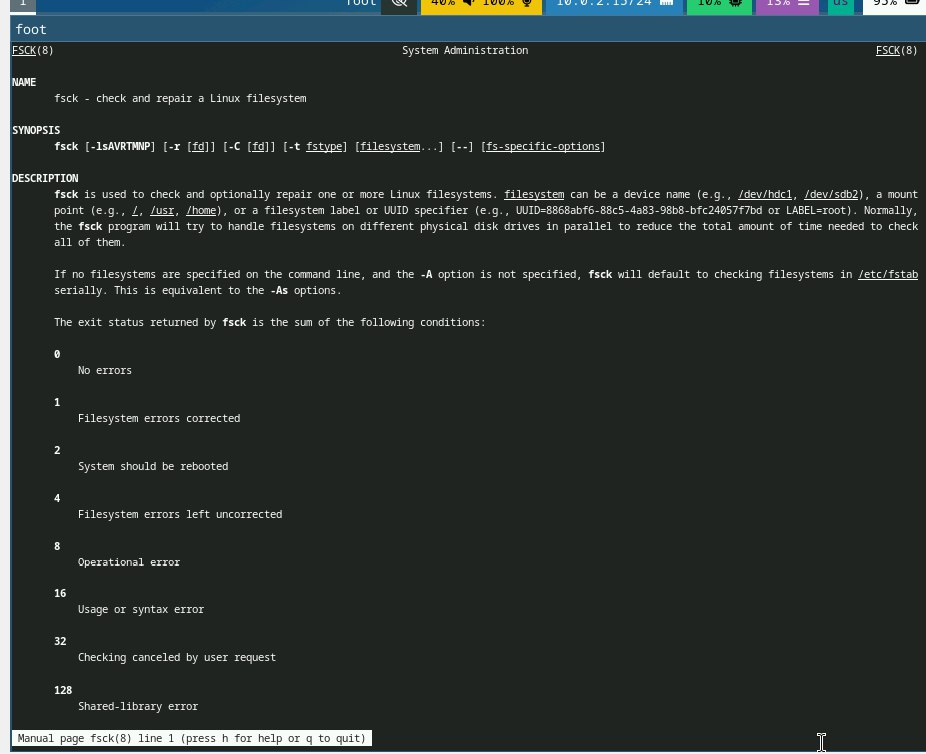 1 foot 40% 100% 10.0.2.15/24 10% 13% us 95%
foot
FSCK(8) System Administration FSCK(8)
NAME
fsck - check and repair a Linux filesystem
SYNOPSIS
fsck [-lsAVRTMNP] [-r [fd]] [-C [fd]] [-t fstype] [filesystem...] [--] [fs-specific-options]
DESCRIPTION
fsck is used to check and optionally repair one or more Linux filesystems. filesystem can be a device name (e.g., /dev/hdc1, /dev/sdb2), a mount
point (e.g., /, /usr, /home), or a filesystem label or UUID specifier (e.g., UUID=8868abf6-88c5-4a83-98b8-bfc24057f7bd or LABEL=root). Normally,
the fsck program will try to handle filesystems on different physical disk drives in parallel to reduce the total amount of time needed to check
all of them.
If no filesystems are specified on the command line, and the -A option is not specified, fsck will default to checking filesystems in /etc/fstab
serially. This is equivalent to the -As options.
The exit status returned by fsck is the sum of the following conditions:
0
No errors
1
Filesystem errors corrected
2
System should be rebooted
4
Filesystem errors left uncorrected
8
Operational error
16
Usage or syntax error
32
Checking canceled by user request
128
Shared-library error
Manual page fsck(8) line 1 (press h for help or q to quit)